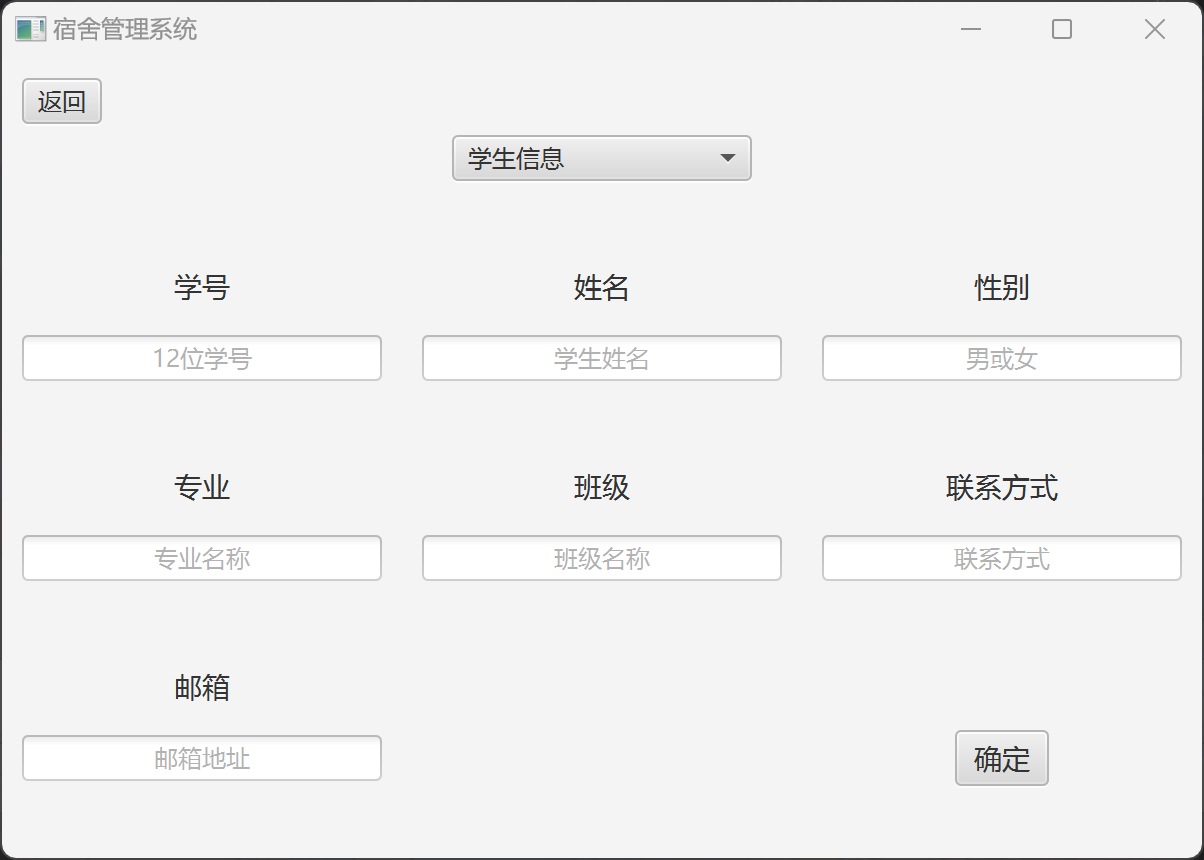 宿舍管理系统
返回
学生信息
学号 姓名 性别
12位学号 学生姓名 男或女
专业 班级 联系方式
专业名称 班级名称 联系方式
邮箱
邮箱地址 确定